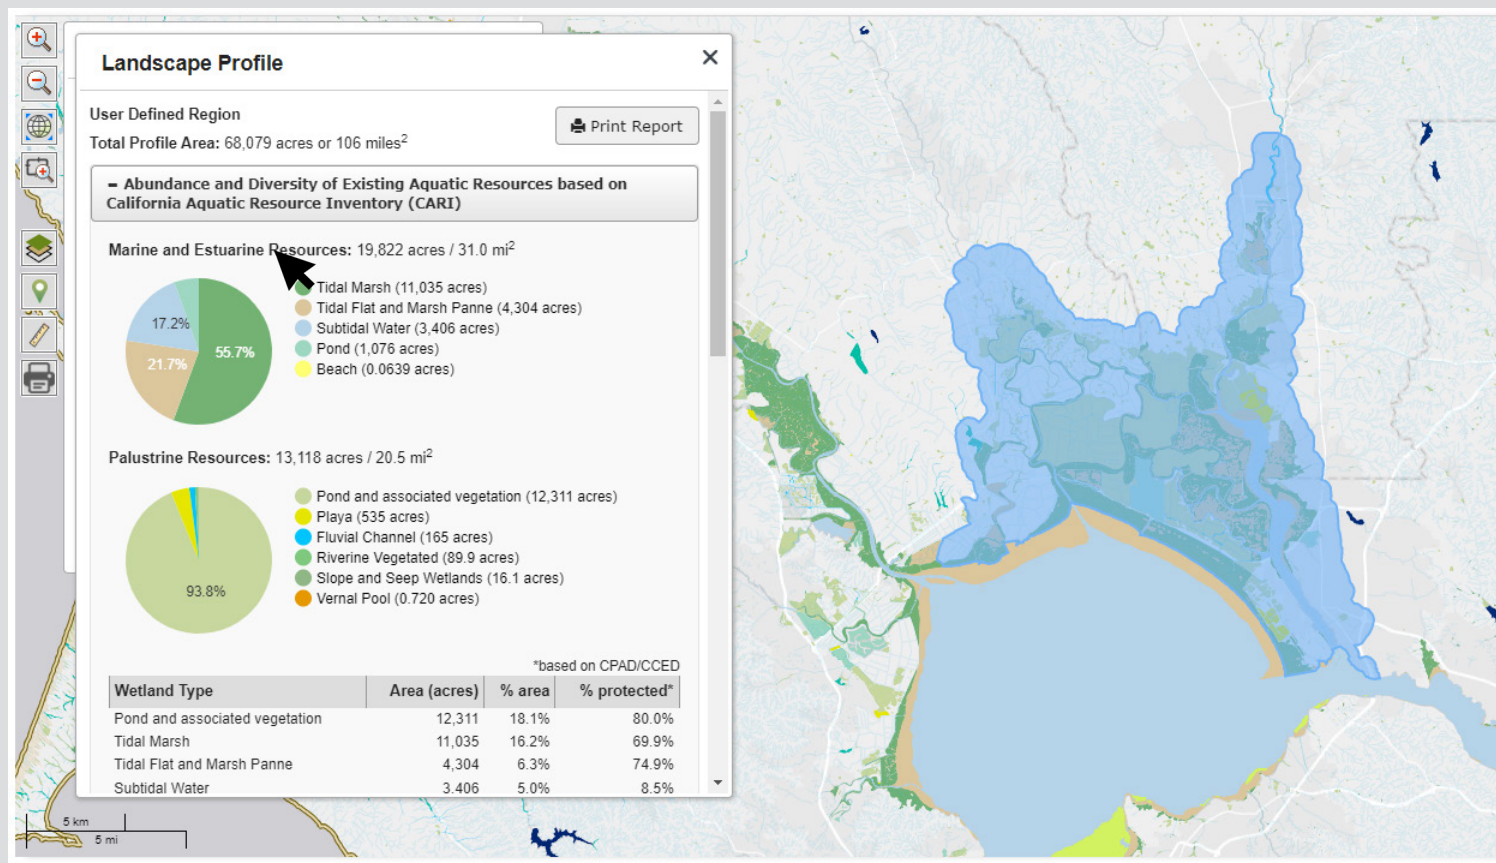 Landscape Profile
×
User Defined Region
Print Report
Total Profile Area: 68,079 acres or 106 miles²
– Abundance and Diversity of Existing Aquatic Resources based on
California Aquatic Resource Inventory (CARI)
Marine and Estuarine Resources: 19,822 acres / 31.0 mi²
17.2%
55.7%
21.7%
Tidal Marsh (11,035 acres)
Tidal Flat and Marsh Panne (4,304 acres)
Subtidal Water (3,406 acres)
Pond (1,076 acres)
Beach (0.0639 acres)
Palustrine Resources: 13,118 acres / 20.5 mi²
93.8%
Pond and associated vegetation (12,311 acres)
Playa (535 acres)
Fluvial Channel (165 acres)
Riverine Vegetated (89.9 acres)
Slope and Seep Wetlands (16.1 acres)
Vernal Pool (0.720 acres)
*based on CPAD/CCED
Wetland Type Area (acres) % area % protected*
Pond and associated vegetation 12,311 18.1% 80.0%
Tidal Marsh 11,035 16.2% 69.9%
Tidal Flat and Marsh Panne 4,304 6.3% 74.9%
Subtidal Water 3,406 5.0% 8.5%
5 km
5 mi